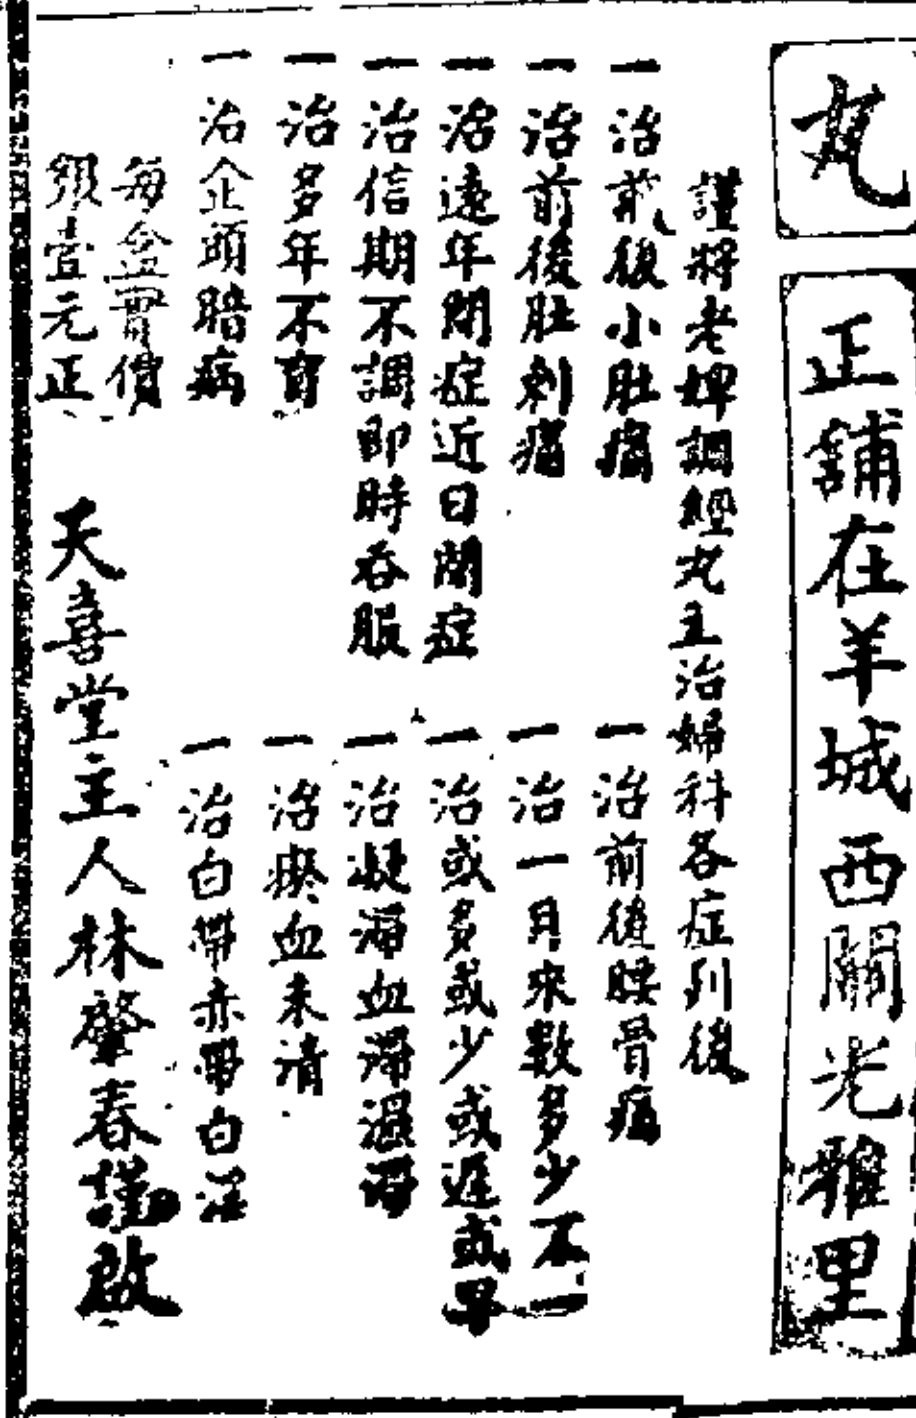 丸
正舖在羊城西關光雅里
謹將老婢調經丸主治婦科各症列後
一治前後小肚痛
一治前後腰骨痛
一治前後肚刺痛
一治一月來數多少不一
一治遠年閉症近日閉症
一治或多或少或遲或早
一治信期不調即時吞服
一治凝滯血滯濕滯
一治多年不育
一治瘀血未清
一治企頭暗病
一治白帶赤帶白淫
每盒實價
銀壹元正
天喜堂主人林肇春謹啟